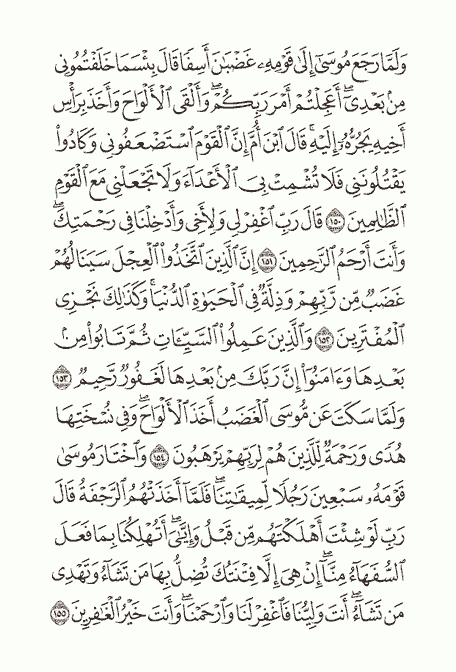 وَلَمَّا رَجَعَ مُوسَىٰٓ إِلَىٰ قَوْمِهِۦ غَضْبَٰنَ أَسِفًا قَالَ بِئْسَمَا خَلَفْتُمُونِى
مِنۢ بَعْدِىٓ ۖ أَعَجِلْتُمْ أَمْرَ رَبِّكُمْ ۖ وَأَلْقَى ٱلْأَلْوَاحَ وَأَخَذَ بِرَأْسِ
أَخِيهِ يَجُرُّهُۥٓ إِلَيْهِ ۚ قَالَ ٱبْنَ أُمَّ إِنَّ ٱلْقَوْمَ ٱسْتَضْعَفُونِى وَكَادُوا۟
يَقْتُلُونَنِى فَلَا تُشْمِتْ بِىَ ٱلْأَعْدَآءَ وَلَا تَجْعَلْنِى مَعَ ٱلْقَوْمِ
ٱلظَّٰلِمِينَ ١٥٠ قَالَ رَبِّ ٱغْفِرْ لِى وَلِأَخِى وَأَدْخِلْنَا فِى رَحْمَتِكَ ۖ
وَأَنتَ أَرْحَمُ ٱلرَّٰحِمِينَ ١٥١ إِنَّ ٱلَّذِينَ ٱتَّخَذُوا۟ ٱلْعِجْلَ سَيَنَالُهُمْ
غَضَبٌ مِّن رَّبِّهِمْ وَذِلَّةٌ فِى ٱلْحَيَوٰةِ ٱلدُّنْيَا ۚ وَكَذَٰلِكَ نَجْزِى
ٱلْمُفْتَرِينَ ١٥٢ وَٱلَّذِينَ عَمِلُوا۟ ٱلسَّيِّـَٔاتِ ثُمَّ تَابُوا۟ مِنۢ
بَعْدِهَا وَءَامَنُوٓا۟ إِنَّ رَبَّكَ مِنۢ بَعْدِهَا لَغَفُورٌ رَّحِيمٌ ١٥٣
وَلَمَّا سَكَتَ عَن مُّوسَى ٱلْغَضَبُ أَخَذَ ٱلْأَلْوَاحَ ۖ وَفِى نُسْخَتِهَا
هُدًى وَرَحْمَةٌ لِّلَّذِينَ هُمْ لِرَبِّهِمْ يَرْهَبُونَ ١٥٤ وَٱخْتَارَ مُوسَىٰ
قَوْمَهُۥ سَبْعِينَ رَجُلًا لِّمِيقَٰتِنَا ۖ فَلَمَّآ أَخَذَتْهُمُ ٱلرَّجْفَةُ قَالَ
رَبِّ لَوْ شِئْتَ أَهْلَكْتَهُم مِّن قَبْلُ وَإِيَّٰىَ ۖ أَتُهْلِكُنَا بِمَا فَعَلَ
ٱلسُّفَهَآءُ مِنَّآ ۖ إِنْ هِىَ إِلَّا فِتْنَتُكَ تُضِلُّ بِهَا مَن تَشَآءُ وَتَهْدِى
مَن تَشَآءُ ۖ أَنتَ وَلِيُّنَا فَٱغْفِرْ لَنَا وَٱرْحَمْنَا ۖ وَأَنتَ خَيْرُ ٱلْغَٰفِرِينَ ١٥٥